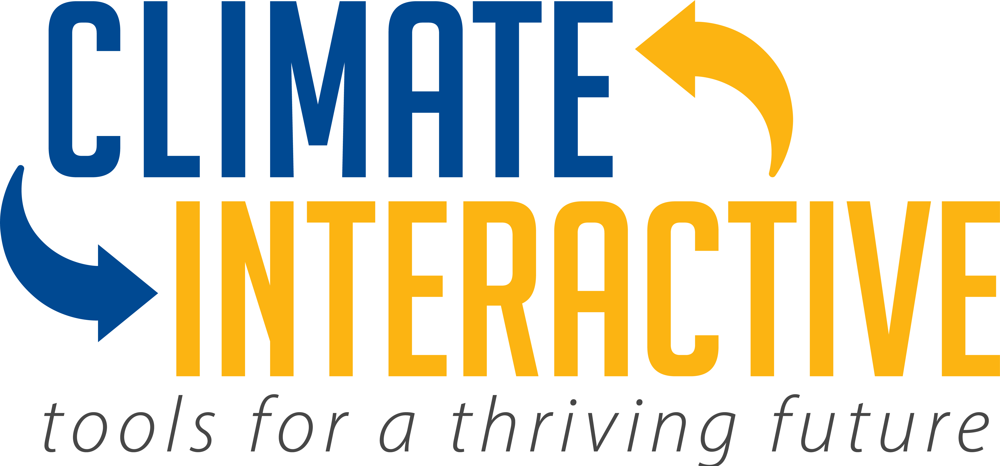 CLIMATE
INTERACTIVE
tools for a thriving future